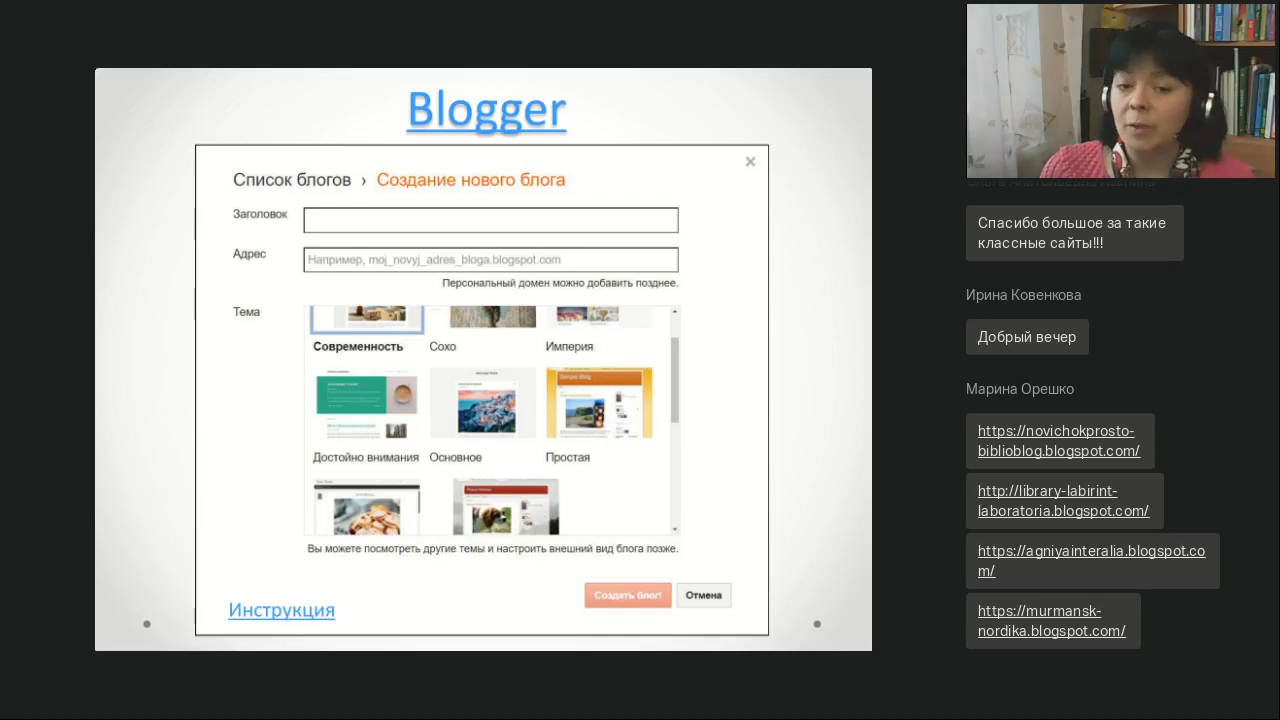 Blogger
Список блогов › Создание нового блога
Заголовок
Адрес
Например, moj_novyj_adres_bloga.blogspot.com
Персональный домен можно добавить позднее.
Тема
Современность
Сохо
Империя
Достойно внимания
Основное
Простая
Вы можете посмотреть другие темы и настроить внешний вид блога позже.
Создать блог!
Отмена
Инструкция
Спасибо большое за такие
классные сайты!!!
Ирина Ковенкова
Добрый вечер
Марина Орешко
https://novichokprosto-
biblioblog.blogspot.com/
http://library-labirint-
laboratoria.blogspot.com/
https://agniyainteralia.blogspot.co
m/
https://murmansk-
nordika.blogspot.com/